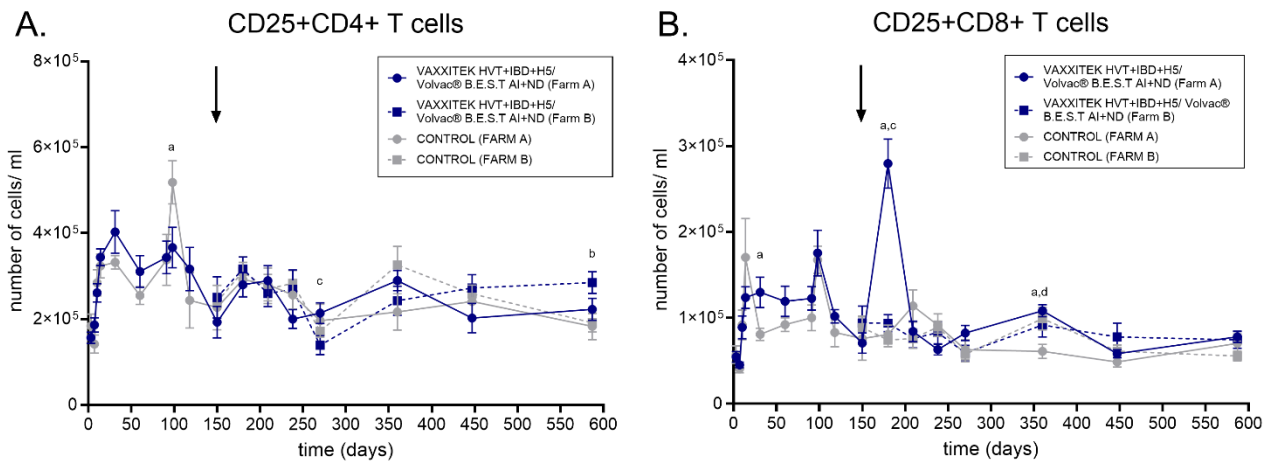 A.
CD25+CD4+ T cells
8×10⁵
6×10⁵
4×10⁵
2×10⁵
0
number of cells/ ml
VAXXITEK HVT+IBD+H5/
Volvac® B.E.S.T AI+ND (Farm A)
VAXXITEK HVT+IBD+H5/
Volvac® B.E.S.T AI+ND (Farm B)
CONTROL (FARM A)
CONTROL (FARM B)
a
c
b
0 50 100 150 200 250 300 350 400 450 500 550 600
time (days)
B.
CD25+CD8+ T cells
4×10⁵
3×10⁵
2×10⁵
1×10⁵
0
number of cells/ ml
VAXXITEK HVT+IBD+H5/
Volvac® B.E.S.T AI+ND (Farm A)
VAXXITEK HVT+IBD+H5/ Volvac®
B.E.S.T AI+ND (Farm B)
CONTROL (FARM A)
CONTROL (FARM B)
a
a,c
a,d
0 50 100 150 200 250 300 350 400 450 500 550 600
time (days)